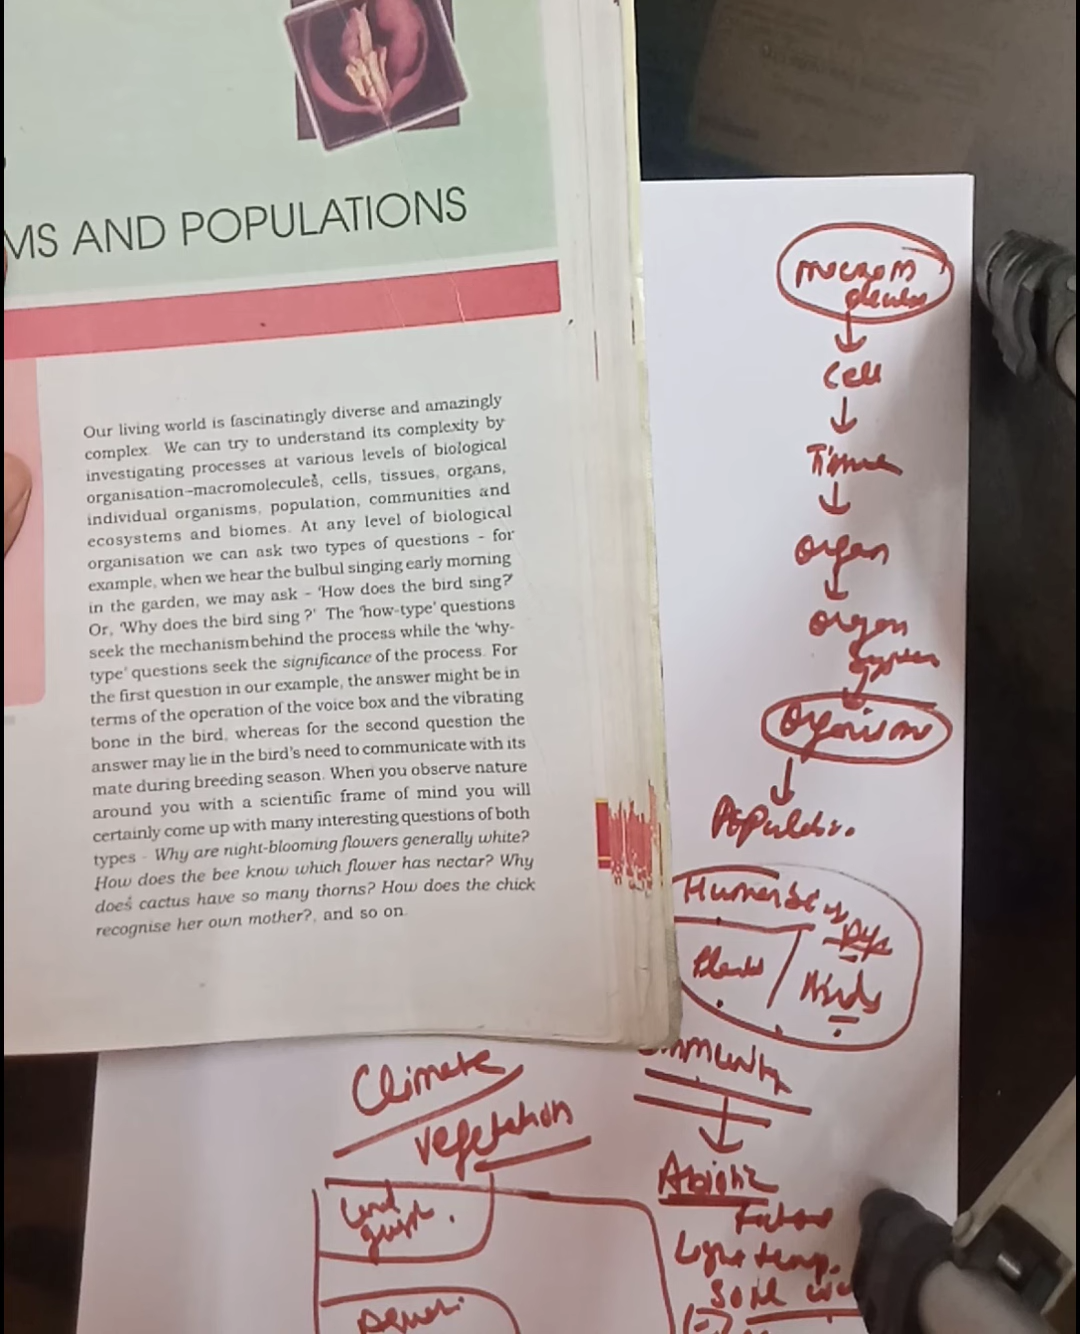 MS AND POPULATIONS
Our living world is fascinatingly diverse and amazingly
complex. We can try to understand its complexity by
investigating processes at various levels of biological
organisation–macromolecules, cells, tissues, organs,
individual organisms, population, communities and
ecosystems and biomes. At any level of biological
organisation we can ask two types of questions – for
example, when we hear the bulbul singing early morning
in the garden, we may ask – 'How does the bird sing?'
Or, 'Why does the bird sing ?' The 'how-type' questions
seek the mechanism behind the process while the 'why-
type' questions seek the significance of the process. For
the first question in our example, the answer might be in
terms of the operation of the voice box and the vibrating
bone in the bird, whereas for the second question the
answer may lie in the bird's need to communicate with its
mate during breeding season. When you observe nature
around you with a scientific frame of mind you will
certainly come up with many interesting questions of both
types - Why are night-blooming flowers generally white?
How does the bee know which flower has nectar? Why
does cactus have so many thorns? How does the chick
recognise her own mother?, and so on.
Cell
Organ
Organ
Organism
Climate
vegetation
mmunity
Abiotic